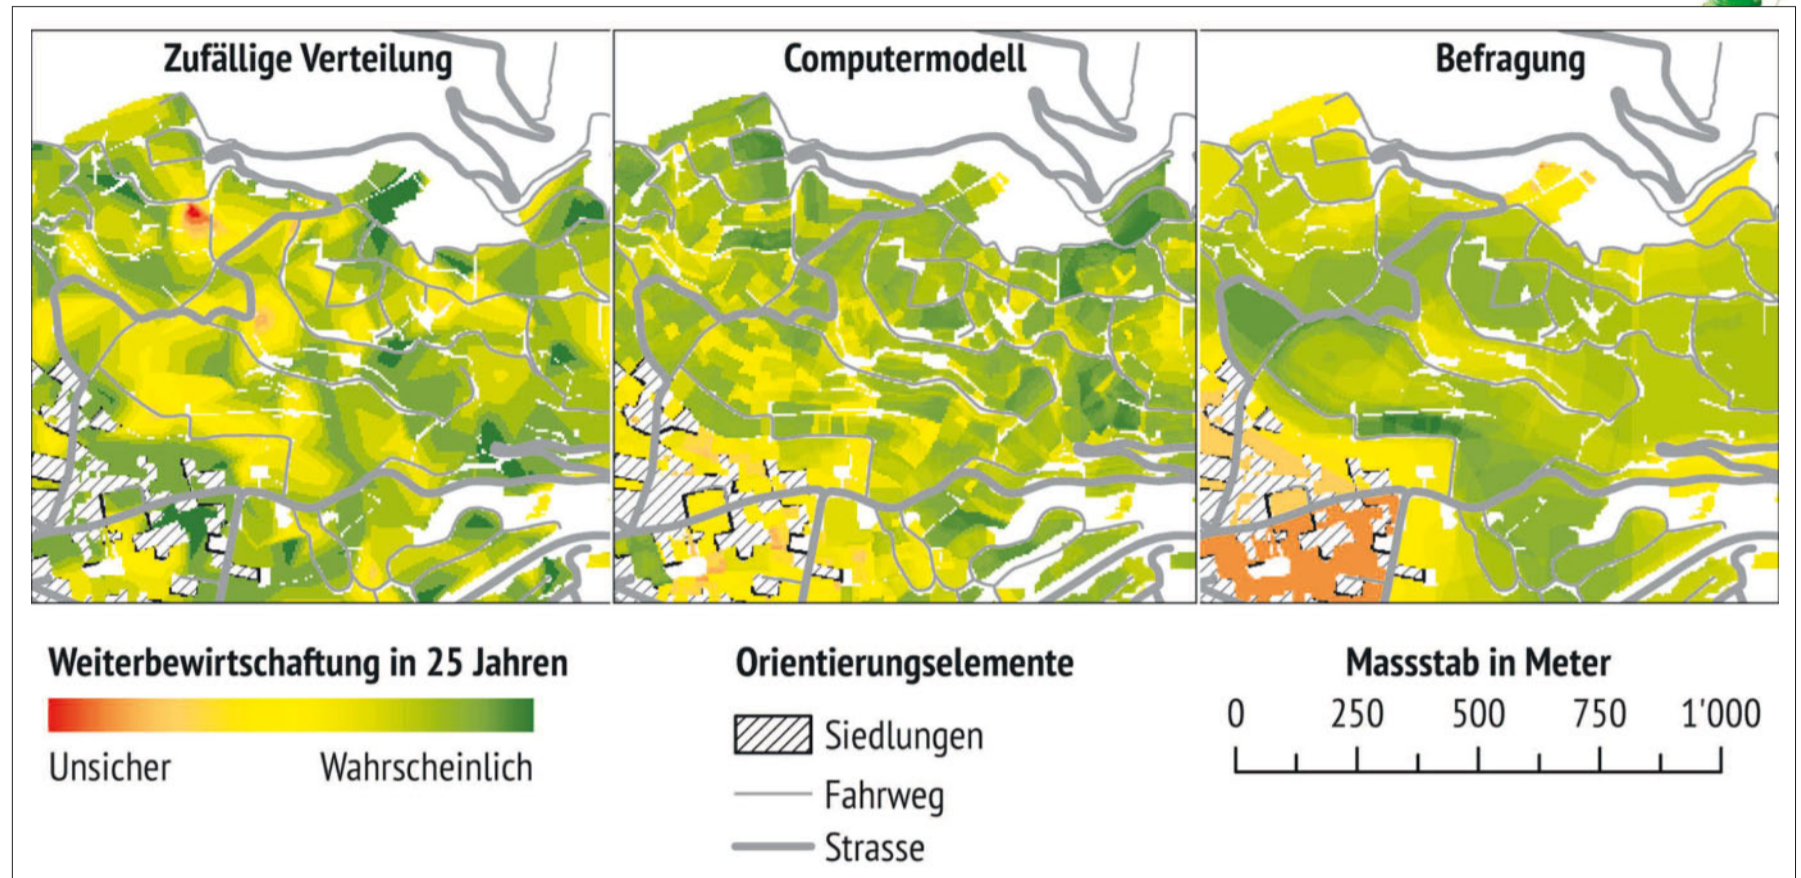 Zufällige Verteilung
Computermodell
Befragung
Weiterbewirtschaftung in 25 Jahren
Unsicher
Wahrscheinlich
Orientierungselemente
Siedlungen
Fahrweg
Strasse
Massstab in Meter
0 250 500 750 1'000